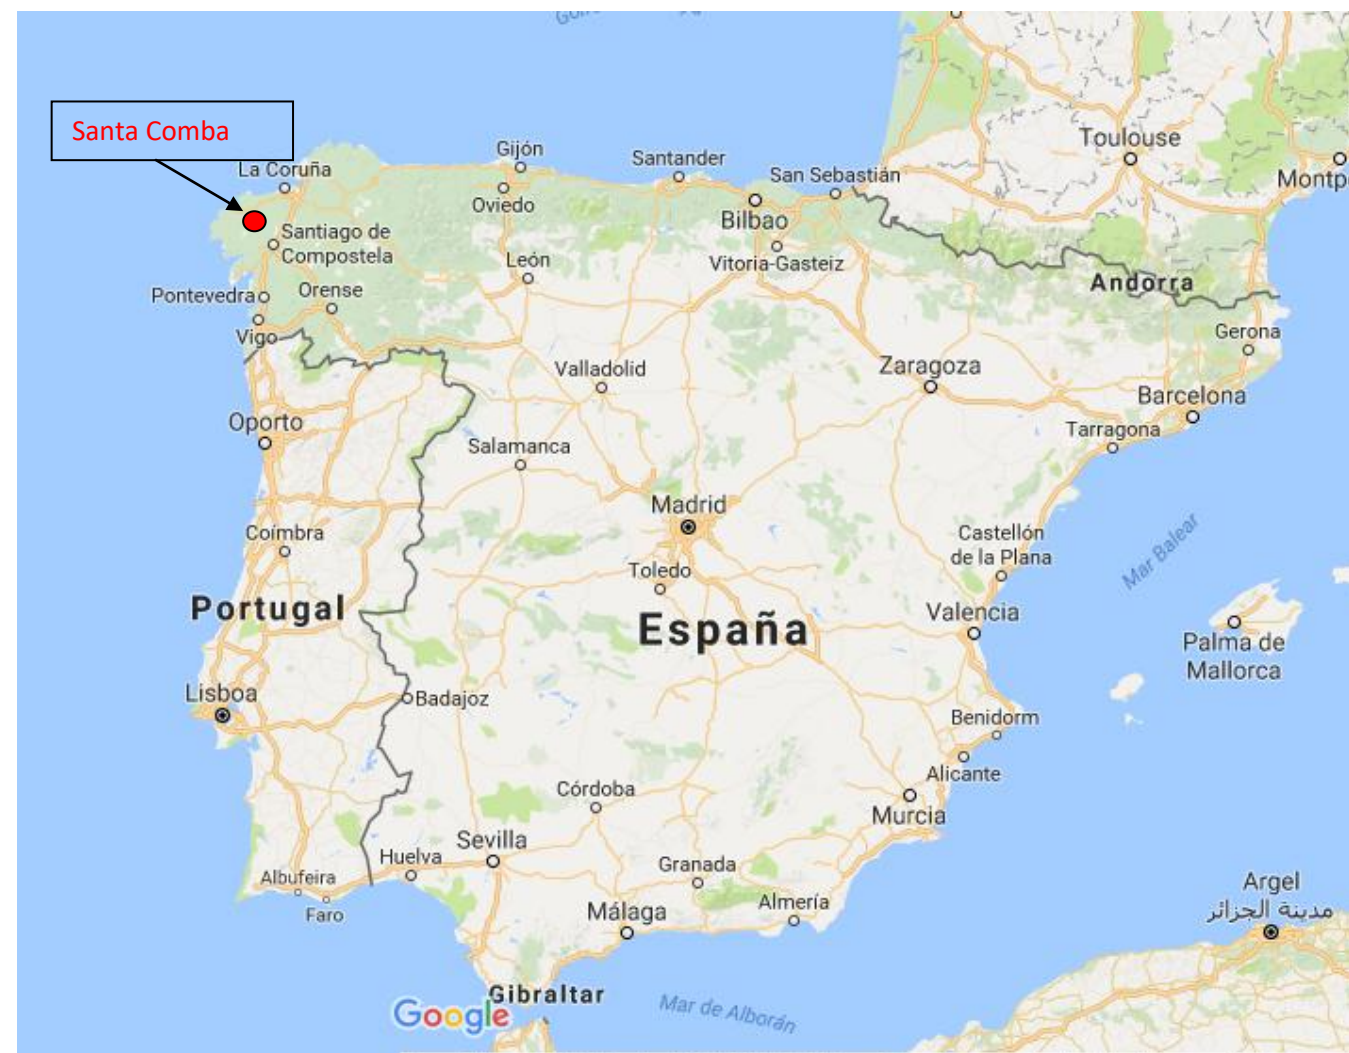 Golfo
Santa Comba
Toulouse
Montp
Gijón
Santander
San Sebastián
La Coruña
Oviedo
Bilbao
Santiago de
Compostela
León
Vitoria-Gasteiz
Andorra
Pontevedra
Orense
Vigo
Gerona
Valladolid
Zaragoza
Barcelona
Oporto
Tarragona
Salamanca
Madrid
Coímbra
Castellón
de la Plana
Mar Balear
Toledo
Portugal
España
Valencia
Palma de
Mallorca
Lisboa
Badajoz
Benidorm
Alicante
Córdoba
Murcia
Sevilla
Huelva
Granada
Albufeira
Faro
Málaga
Almería
Argel
مدينة الجزائر
Gibraltar
Google
Mar de Alborán